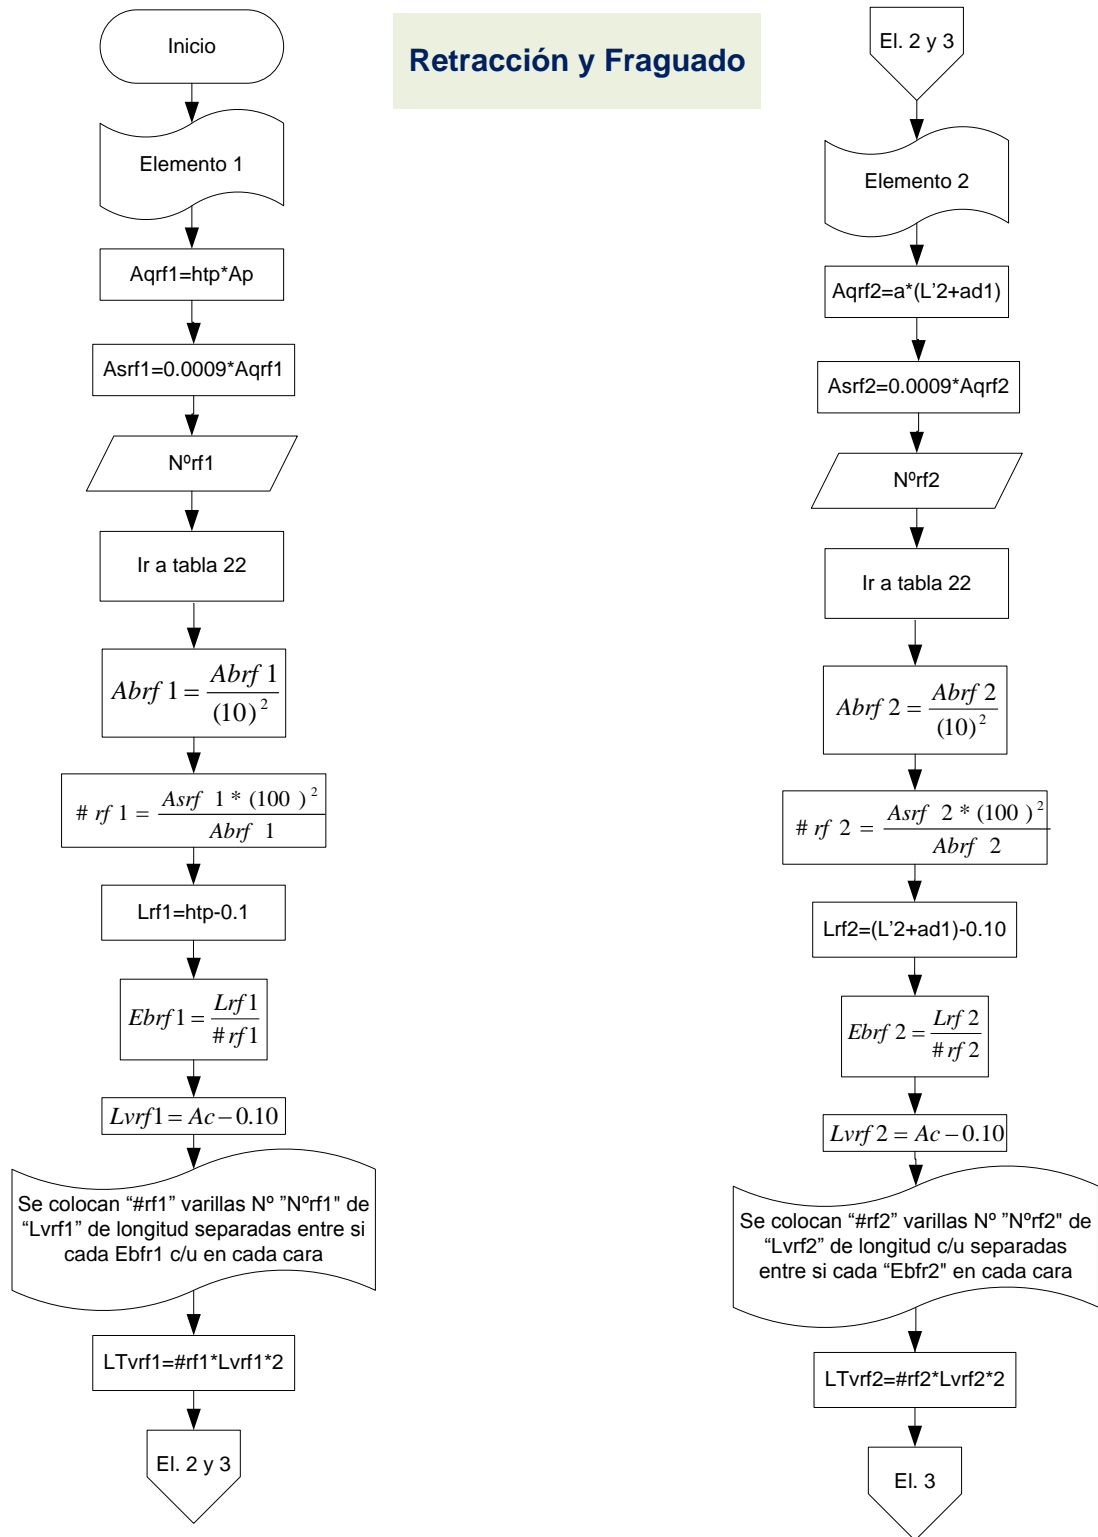 Retracción y Fraguado
Inicio
Elemento 1
Aqrf1=htp*Ap
Asrf1=0.0009*Aqrf1
Nºrf1
Ir a tabla 22
Abrf 1 = Abrf 1 / (10)²
# rf 1 = Asrf 1 * (100 )² / Abrf 1
Lrf1=htp-0.1
Ebrf 1 = Lrf 1 / # rf 1
Lvrf1 = Ac − 0.10
Se colocan “#rf1” varillas Nº ”Nºrf1" de
“Lvrf1” de longitud separadas entre si
cada Ebfr1 c/u en cada cara
LTvrf1=#rf1*Lvrf1*2
El. 2 y 3
El. 2 y 3
Elemento 2
Aqrf2=a*(L’2+ad1)
Asrf2=0.0009*Aqrf2
Nºrf2
Ir a tabla 22
Abrf 2 = Abrf 2 / (10)²
# rf 2 = Asrf 2 * (100 )² / Abrf 2
Lrf2=(L’2+ad1)-0.10
Ebrf 2 = Lrf 2 / # rf 2
Lvrf 2 = Ac − 0.10
Se colocan “#rf2” varillas Nº ”Nºrf2" de
“Lvrf2” de longitud c/u separadas
entre si cada “Ebfr2" en cada cara
LTvrf2=#rf2*Lvrf2*2
El. 3